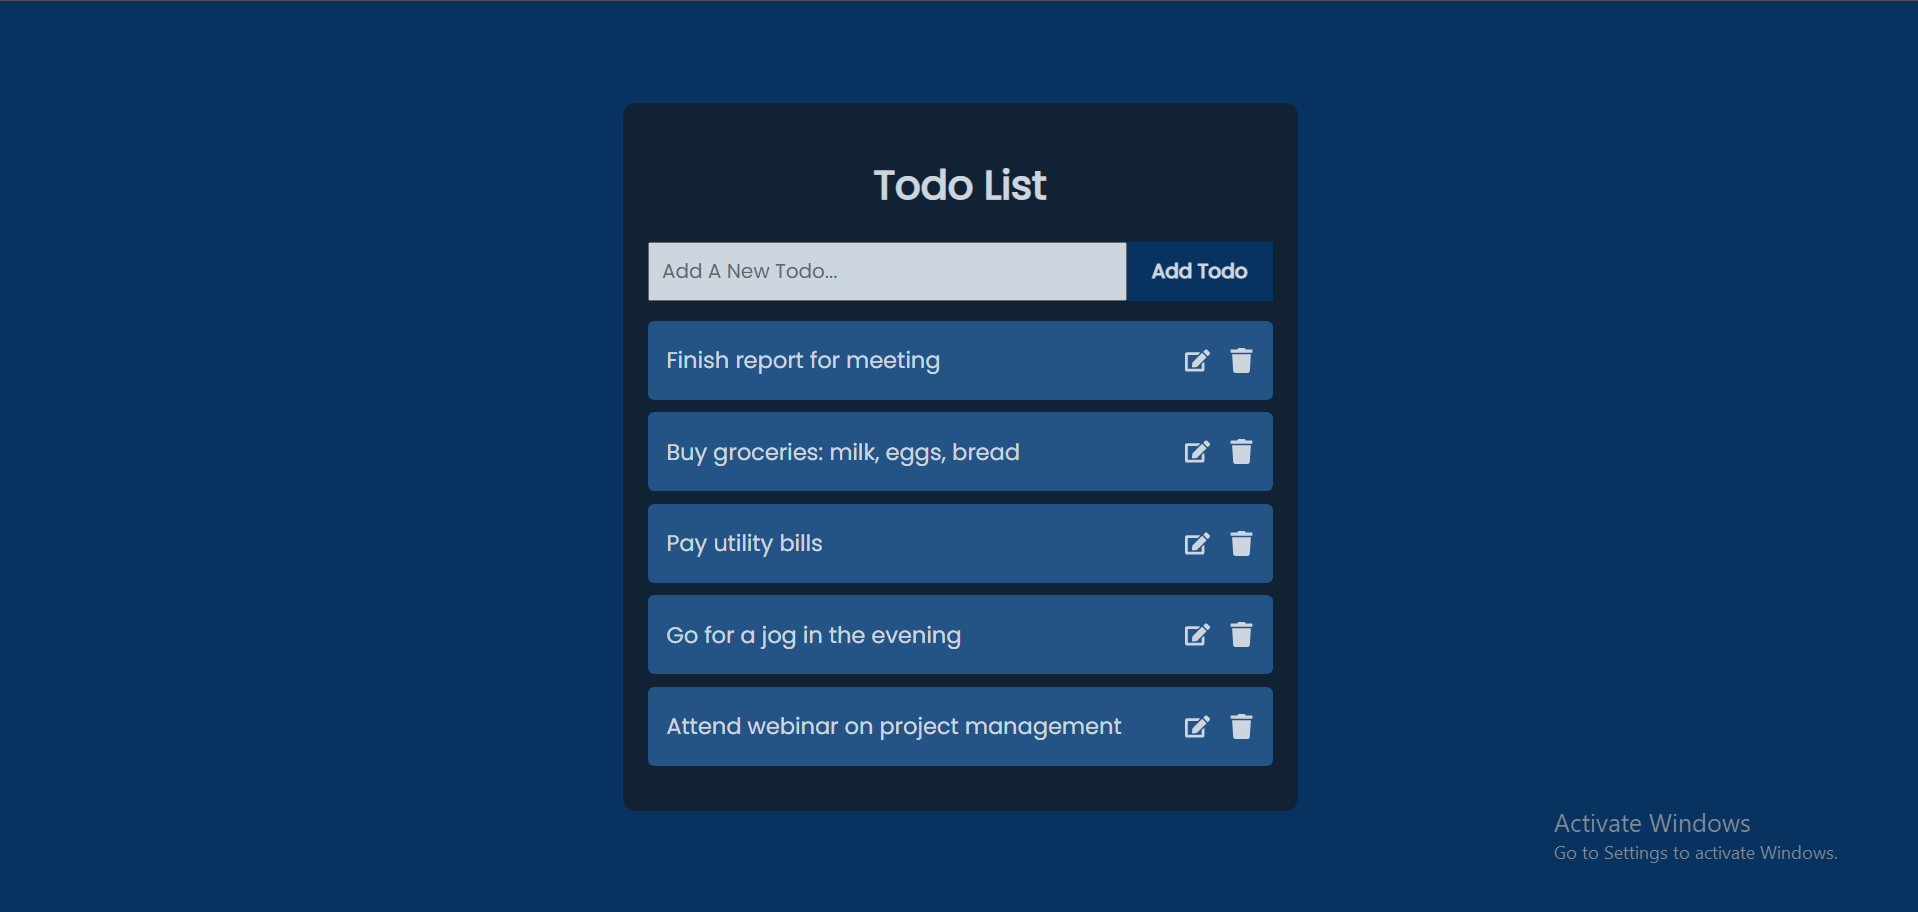 Todo List
Add A New Todo...
Add Todo
Finish report for meeting
Buy groceries: milk, eggs, bread
Pay utility bills
Go for a jog in the evening
Attend webinar on project management
Activate Windows
Go to Settings to activate Windows.